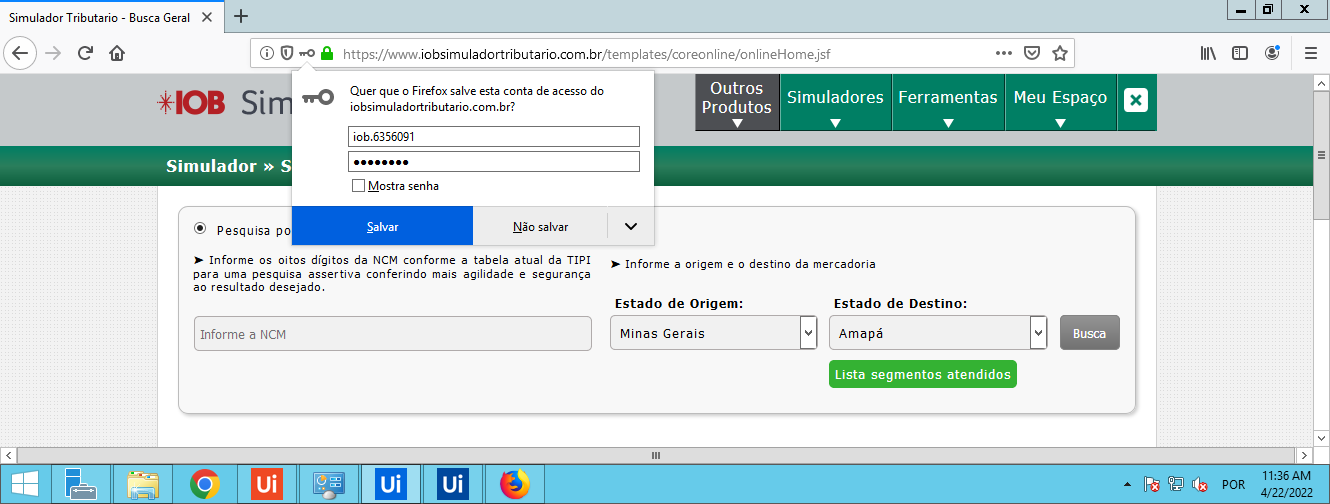 Simulador Tributario - Busca Geral
https://www.iobsimuladortributario.com.br/templates/coreonline/onlineHome.jsf
Quer que o Firefox salve esta conta de acesso do
iobsimuladortributario.com.br?
iob.6356091
Mostra senha
Salvar
Não salvar
IOB Sim
Outros
Produtos
Simuladores
Ferramentas
Meu Espaço
Simulador » S
Pesquisa po
➤ Informe os oitos dígitos da NCM conforme a tabela atual da TIPI
para uma pesquisa assertiva conferindo mais agilidade e segurança
ao resultado desejado.
➤ Informe a origem e o destino da mercadoria
Estado de Origem:
Estado de Destino:
Informe a NCM
Minas Gerais
Amapá
Busca
Lista segmentos atendidos
Ui
Ui
Ui
POR
11:36 AM
4/22/2022